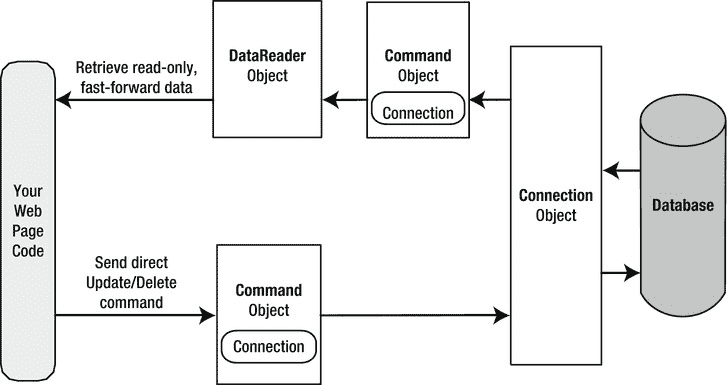 DataReader
Object
Command
Object
Connection
Retrieve read-only,
fast-forward data
Your
Web
Page
Code
Connection
Object
Database
Send direct
Update/Delete
command
Command
Object
Connection